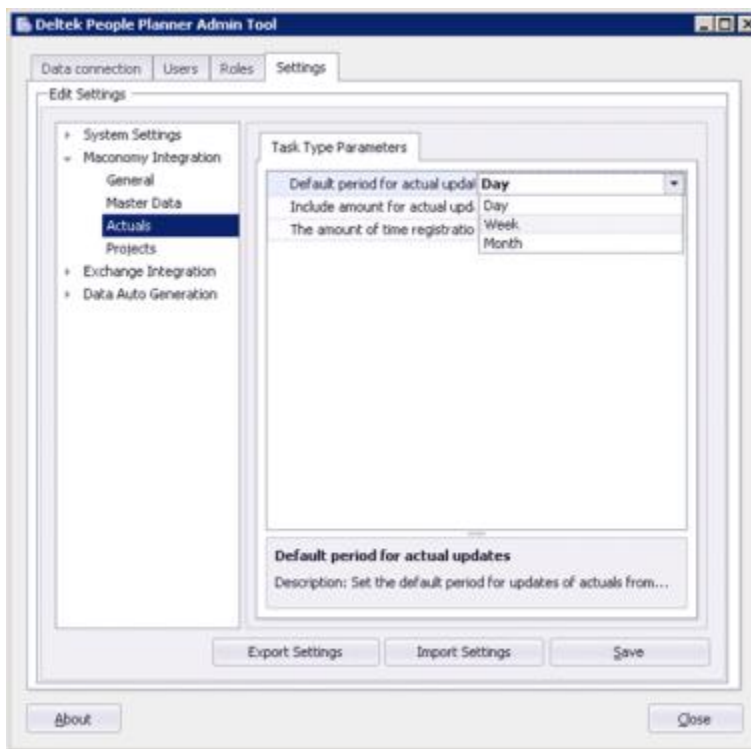 Deltek People Planner Admin Tool
Data connection Users Roles Settings
Edit Settings
System Settings
Maconomy Integration
General
Master Data
Actuals
Projects
Exchange Integration
Data Auto Generation
Task Type Parameters
Default period for actual updat Day
Include amount for actual upd Day
The amount of time registratio Week
Month
Default period for actual updates
Description: Set the default period for updates of actuals from...
Export Settings Import Settings Save
About Close